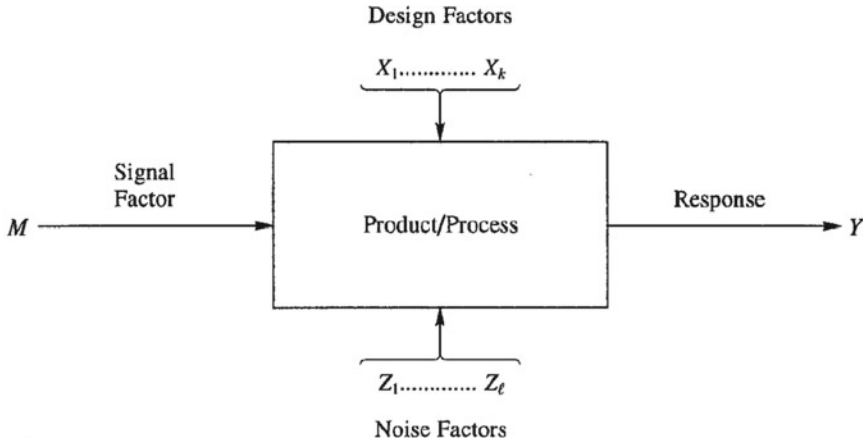 Design Factors
X₁............. Xₖ
Signal
Factor
M
Product/Process
Response
Y
Z₁............. Zℓ
Noise Factors